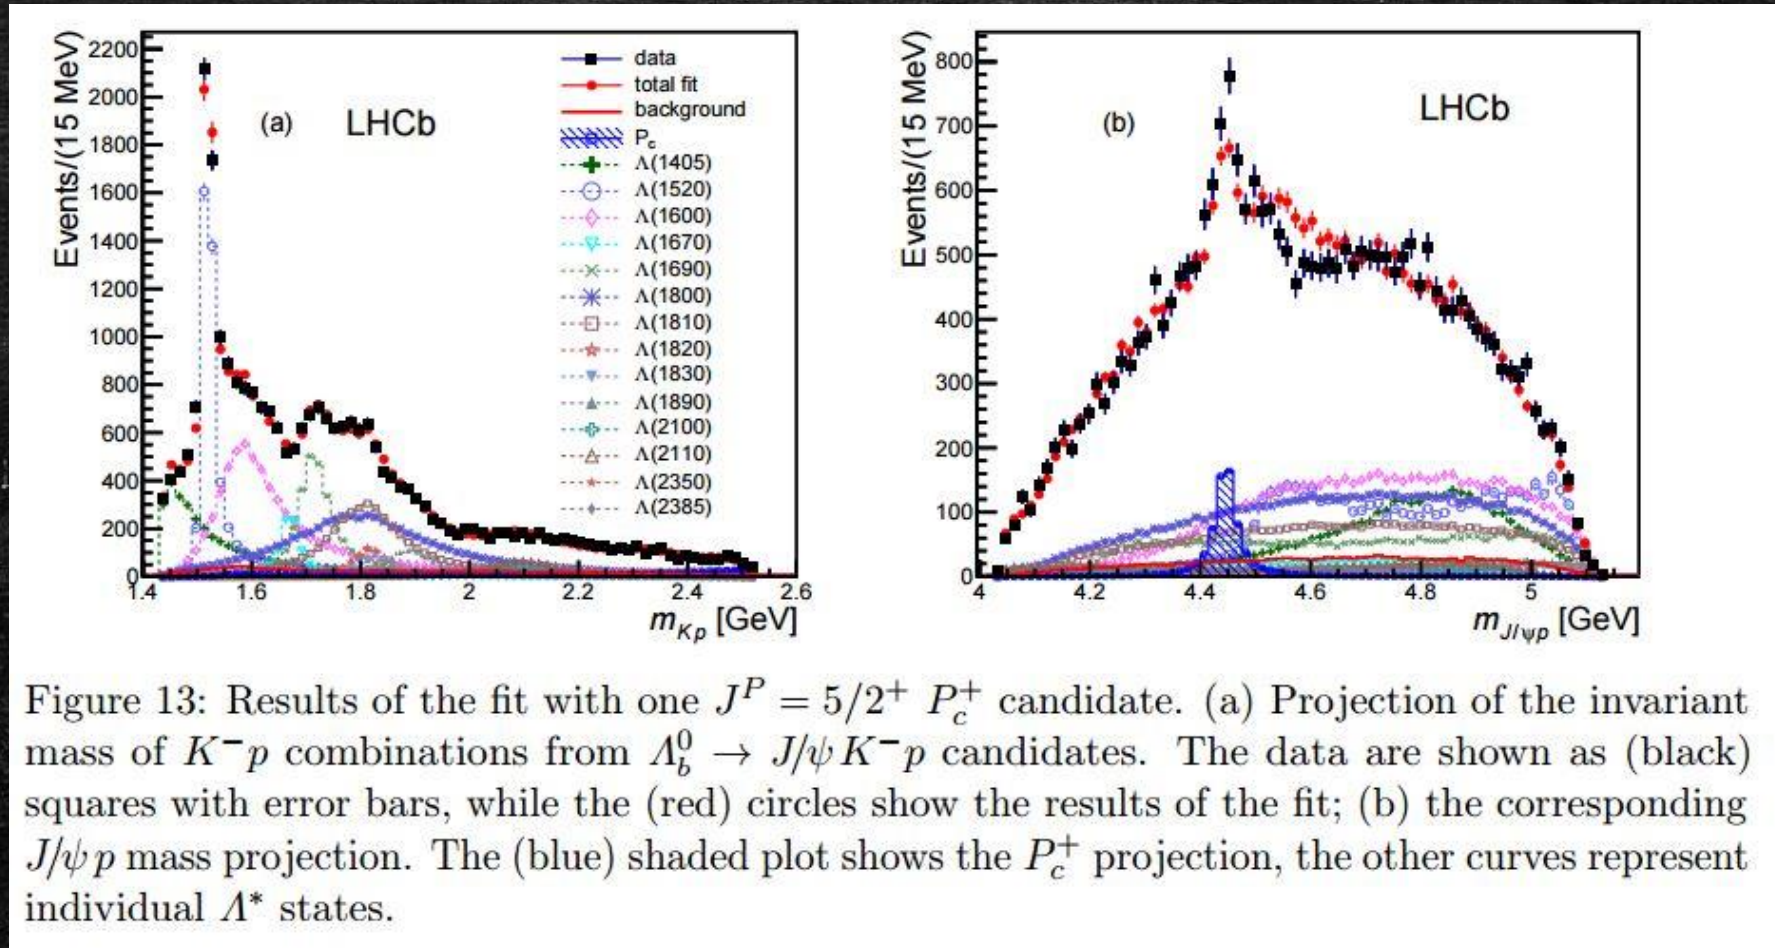 Events/(15 MeV)
2200
2000
1800
1600
1400
1200
1000
800
600
400
200
0
1.4 1.6 1.8 2 2.2 2.4 2.6
m_{Kp} [GeV]
(a) LHCb
data
total fit
background
P_c
Λ(1405)
Λ(1520)
Λ(1600)
Λ(1670)
Λ(1690)
Λ(1800)
Λ(1810)
Λ(1820)
Λ(1830)
Λ(1890)
Λ(2100)
Λ(2110)
Λ(2350)
Λ(2385)
Events/(15 MeV)
800
700
600
500
400
300
200
100
0
4 4.2 4.4 4.6 4.8 5
m_{J/ψp} [GeV]
(b) LHCb
Figure 13: Results of the fit with one J^P = 5/2^+ P_c^+ candidate. (a) Projection of the invariant
mass of K^−p combinations from Λ_b^0 → J/ψ K^−p candidates. The data are shown as (black)
squares with error bars, while the (red) circles show the results of the fit; (b) the corresponding
J/ψ p mass projection. The (blue) shaded plot shows the P_c^+ projection, the other curves represent
individual Λ* states.